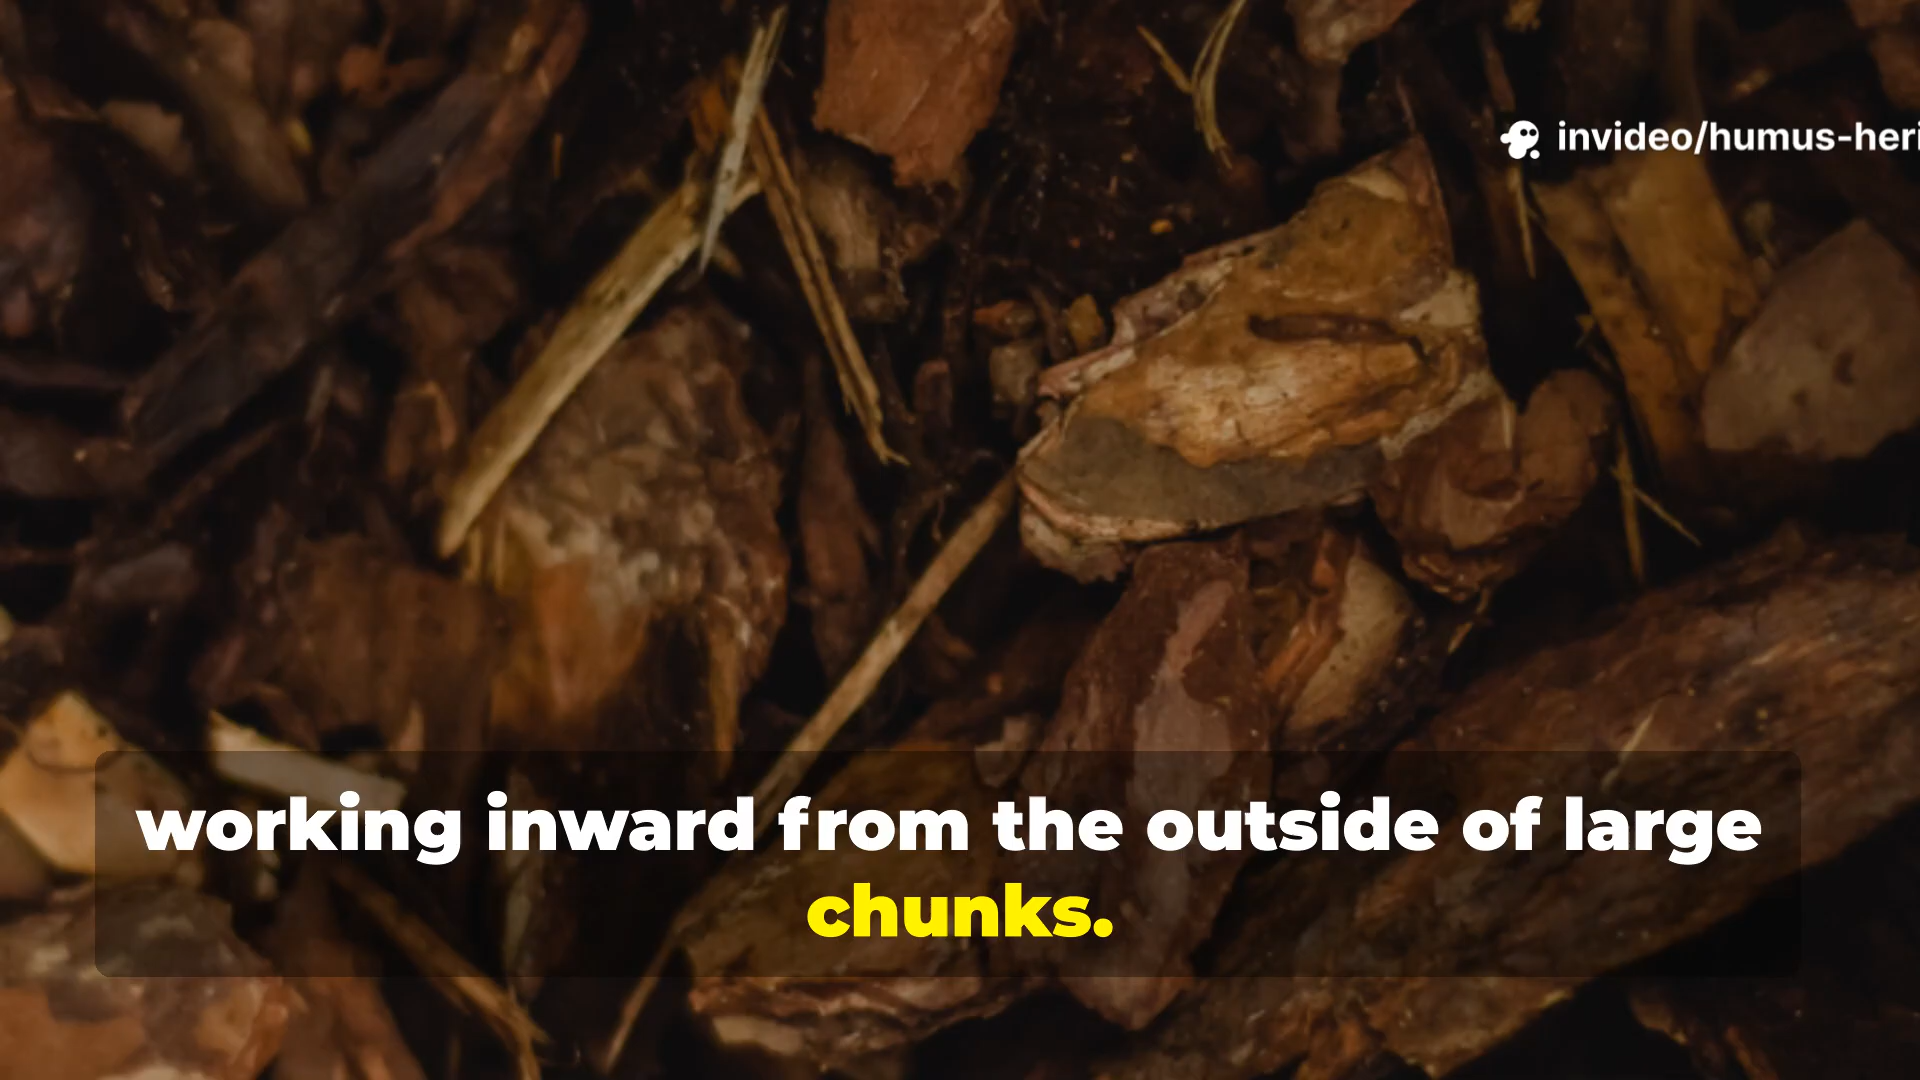 invideo/humus-heri
working inward from the outside of large
chunks.